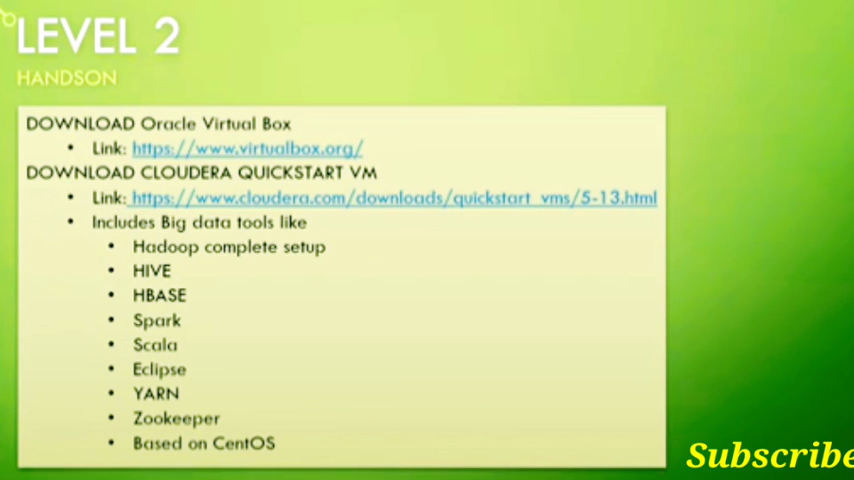 LEVEL 2
HANDSON
DOWNLOAD Oracle Virtual Box
• Link: https://www.virtualbox.org/
DOWNLOAD CLOUDERA QUICKSTART VM
• Link: https://www.cloudera.com/downloads/quickstart_vms/5-13.html
• Includes Big data tools like
• Hadoop complete setup
• HIVE
• HBASE
• Spark
• Scala
• Eclipse
• YARN
• Zookeeper
• Based on CentOS
Subscribe